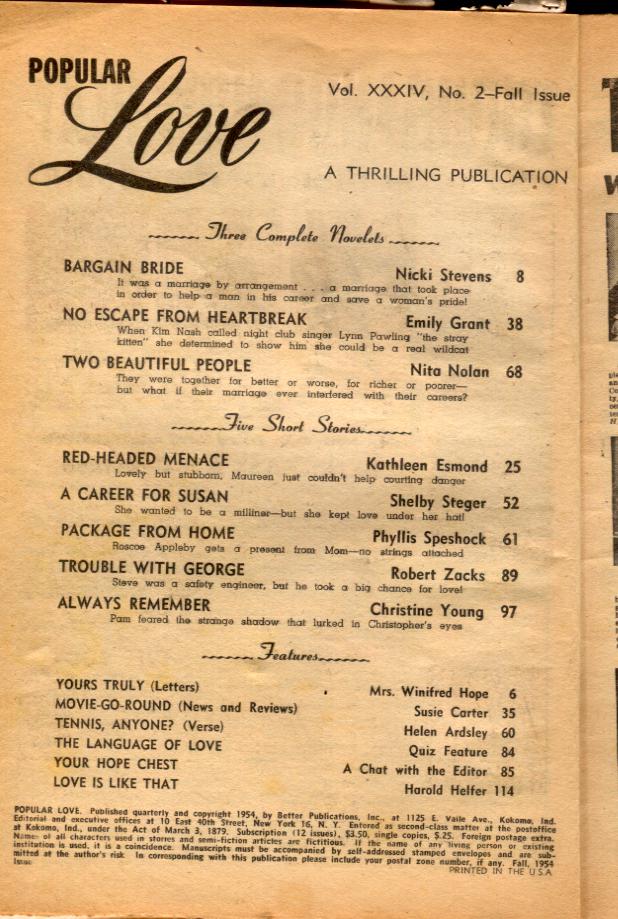 POPULAR
Love
Vol. XXXIV, No. 2–Fall Issue
A THRILLING PUBLICATION
Three Complete Novelets
BARGAIN BRIDE Nicki Stevens 8
It was a marriage by arrangement . . . a marriage that took place
in order to help a man in his career and save a woman's pride!
NO ESCAPE FROM HEARTBREAK Emily Grant 38
When Kim Nash called night club singer Lynn Pawling "the stray
kitten" she determined to show him she could be a real wildcat
TWO BEAUTIFUL PEOPLE Nita Nolan 68
They were together for better or worse, for richer or poorer—
but what if their marriage ever interfered with their careers?
Five Short Stories
RED-HEADED MENACE Kathleen Esmond 25
Lovely but stubborn, Maureen just couldn't help courting danger
A CAREER FOR SUSAN Shelby Steger 52
She wanted to be a milliner—but she kept love under her hat!
PACKAGE FROM HOME Phyllis Speshock 61
Roscoe Appleby gets a present from Mom—no strings attached
TROUBLE WITH GEORGE Robert Zacks 89
Steve was a safety engineer, but he took a big chance for love!
ALWAYS REMEMBER Christine Young 97
Pam feared the strange shadow that lurked in Christopher's eyes
Features
YOURS TRULY (Letters) Mrs. Winifred Hope 6
MOVIE-GO-ROUND (News and Reviews) Susie Carter 35
TENNIS, ANYONE? (Verse) Helen Ardsley 60
THE LANGUAGE OF LOVE Quiz Feature 84
YOUR HOPE CHEST A Chat with the Editor 85
LOVE IS LIKE THAT Harold Helfer 114
POPULAR LOVE. Published quarterly and copyright 1954, by Better Publications, Inc., at 1125 E. Vaile Ave., Kokomo, Ind.
Editorial and executive offices at 10 East 40th Street, New York 16, N. Y. Entered as second-class matter at the postoffice
at Kokomo, Ind., under the Act of March 3, 1879. Subscription (12 issues), $3.50, single copies, $.25. Foreign postage extra.
Names of all characters used in stories and semi-fiction articles are fictitious. If the name of any living person or existing
institution is used, it is a coincidence. Manuscripts must be accompanied by self-addressed stamped envelopes and are sub-
mitted at the author's risk. In corresponding with this publication please include your postal zone number, if any. Fall, 1954
Issue
PRINTED IN THE U.S.A.